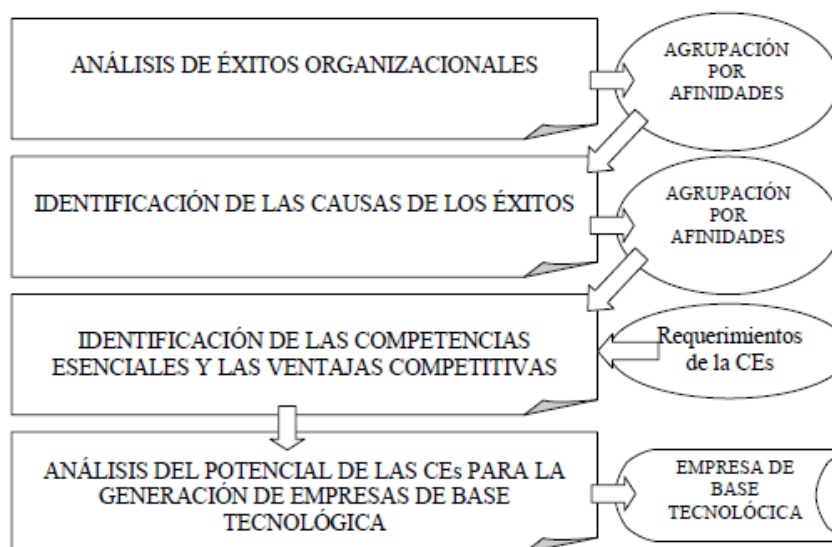 ANÁLISIS DE ÉXITOS ORGANIZACIONALES
AGRUPACIÓN
POR
AFINIDADES
IDENTIFICACIÓN DE LAS CAUSAS DE LOS ÉXITOS
AGRUPACIÓN
POR
AFINIDADES
IDENTIFICACIÓN DE LAS COMPETENCIAS
ESENCIALES Y LAS VENTAJAS COMPETITIVAS
Requerimientos
de la CEs
ANÁLISIS DEL POTENCIAL DE LAS CEs PARA LA
GENERACIÓN DE EMPRESAS DE BASE
TECNOLÓGICA
EMPRESA DE
BASE
TECNOLÓCICA